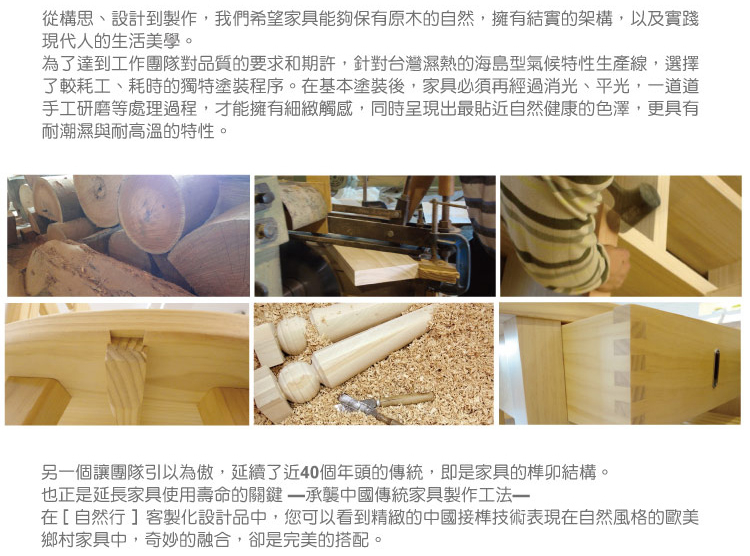 從構思、設計到製作，我們希望家具能夠保有原木的自然，擁有結實的架構，以及實踐
現代人的生活美學。
為了達到工作團隊對品質的要求和期許，針對台灣濕熱的海島型氣候特性生產線，選擇
了較耗工、耗時的獨特塗裝程序。在基本塗裝後，家具必須再經過消光、平光，一道道
手工研磨等處理過程，才能擁有細緻觸感，同時呈現出最貼近自然健康的色澤，更具有
耐潮濕與耐高溫的特性。
另一個讓團隊引以為傲，延續了近40個年頭的傳統，即是家具的榫卯結構。
也正是延長家具使用壽命的關鍵 —承襲中國傳統家具製作工法—
在 [ 自然行 ] 客製化設計品中，您可以看到精緻的中國接榫技術表現在自然風格的歐美
鄉村家具中，奇妙的融合，卻是完美的搭配。